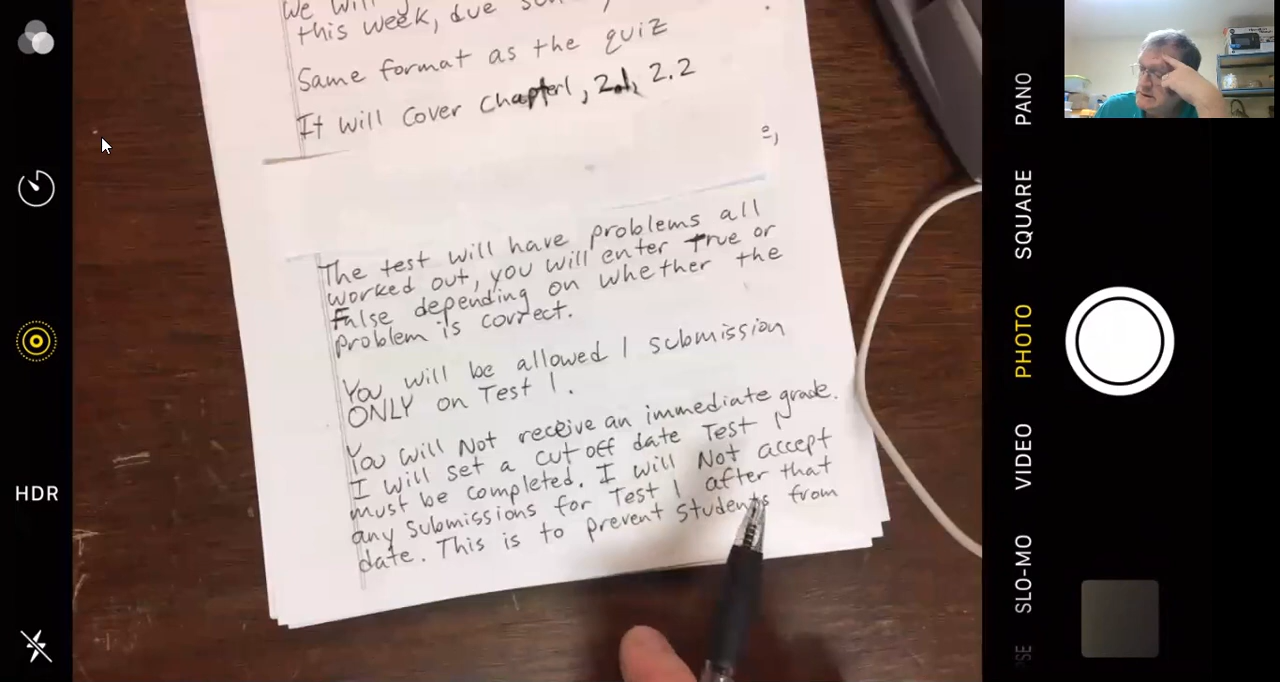 We will
this week, due
Same format as the quiz
It will cover Chapter1, 2.1, 2.2
The test will have problems all
worked out, you will enter True or
False depending on whether the
problem is correct.
You will be allowed 1 submission
ONLY on Test 1.
You will Not receive an immediate grade.
I will set a cut off date Test 1
must be completed. I will Not accept
any submissions for Test 1 after that
date. This is to prevent students from
HDR
PANO
SQUARE
PHOTO
VIDEO
SLO-MO
SE